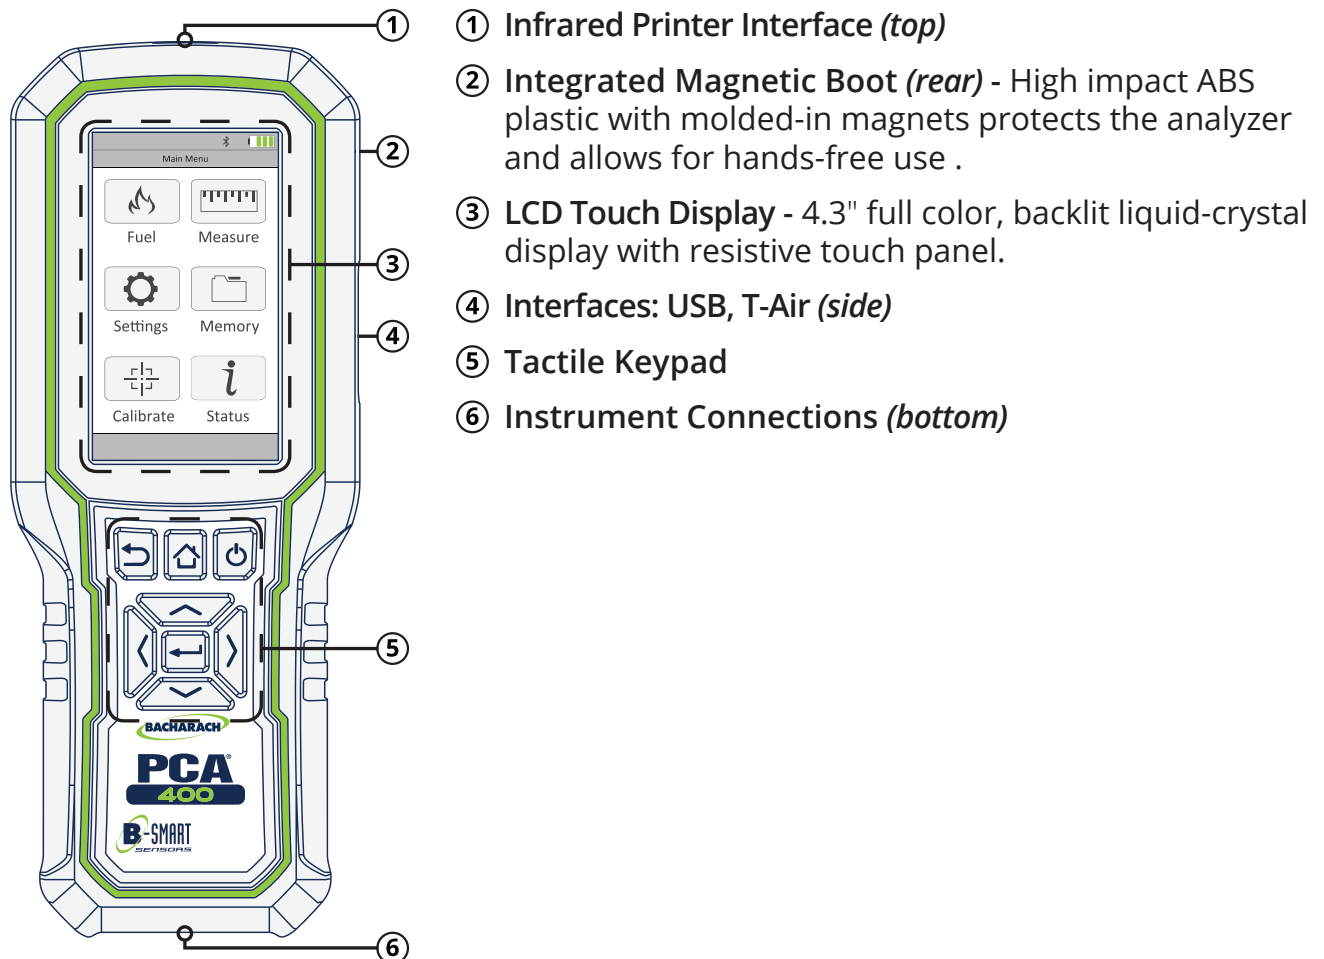 ① Infrared Printer Interface (top)
② Integrated Magnetic Boot (rear) - High impact ABS
plastic with molded-in magnets protects the analyzer
and allows for hands-free use .
③ LCD Touch Display - 4.3" full color, backlit liquid-crystal
display with resistive touch panel.
④ Interfaces: USB, T-Air (side)
⑤ Tactile Keypad
⑥ Instrument Connections (bottom)
①
②
③
④
⑤
⑥
Main Menu
Fuel Measure
Settings Memory
Calibrate Status
BACHARACH
PCA®
400
B-SMART
SENSORS